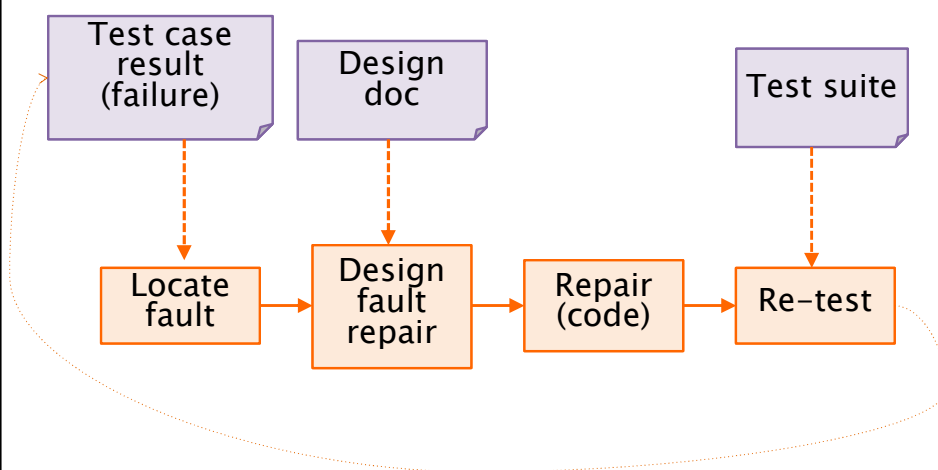 Test case
result
(failure)
Design
doc
Test suite
Locate
fault
Design
fault
repair
Repair
(code)
Re-test